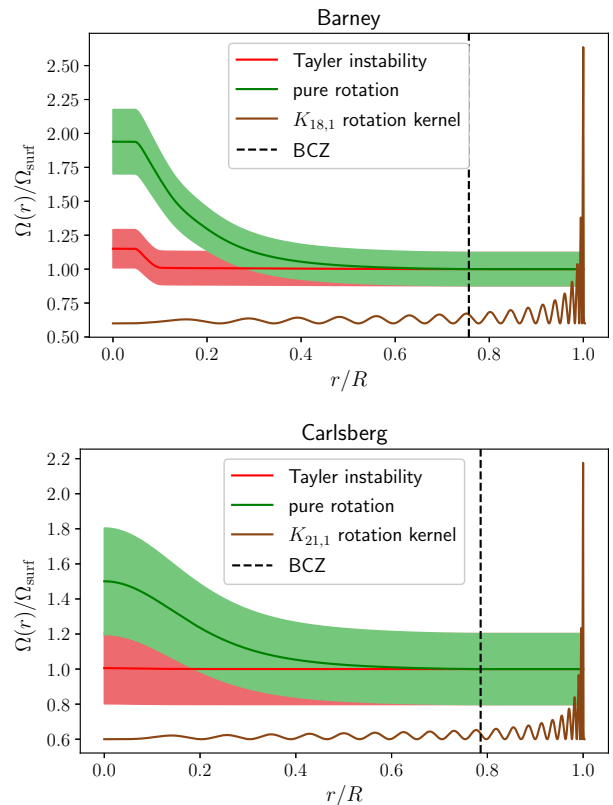 Barney
Tayler instability
pure rotation
K18,1 rotation kernel
BCZ
Ω(r)/Ωsurf
2.50
2.25
2.00
1.75
1.50
1.25
1.00
0.75
0.50
0.0 0.2 0.4 0.6 0.8 1.0
r/R
Carlsberg
Tayler instability
pure rotation
K21,1 rotation kernel
BCZ
Ω(r)/Ωsurf
2.2
2.0
1.8
1.6
1.4
1.2
1.0
0.8
0.6
0.0 0.2 0.4 0.6 0.8 1.0
r/R